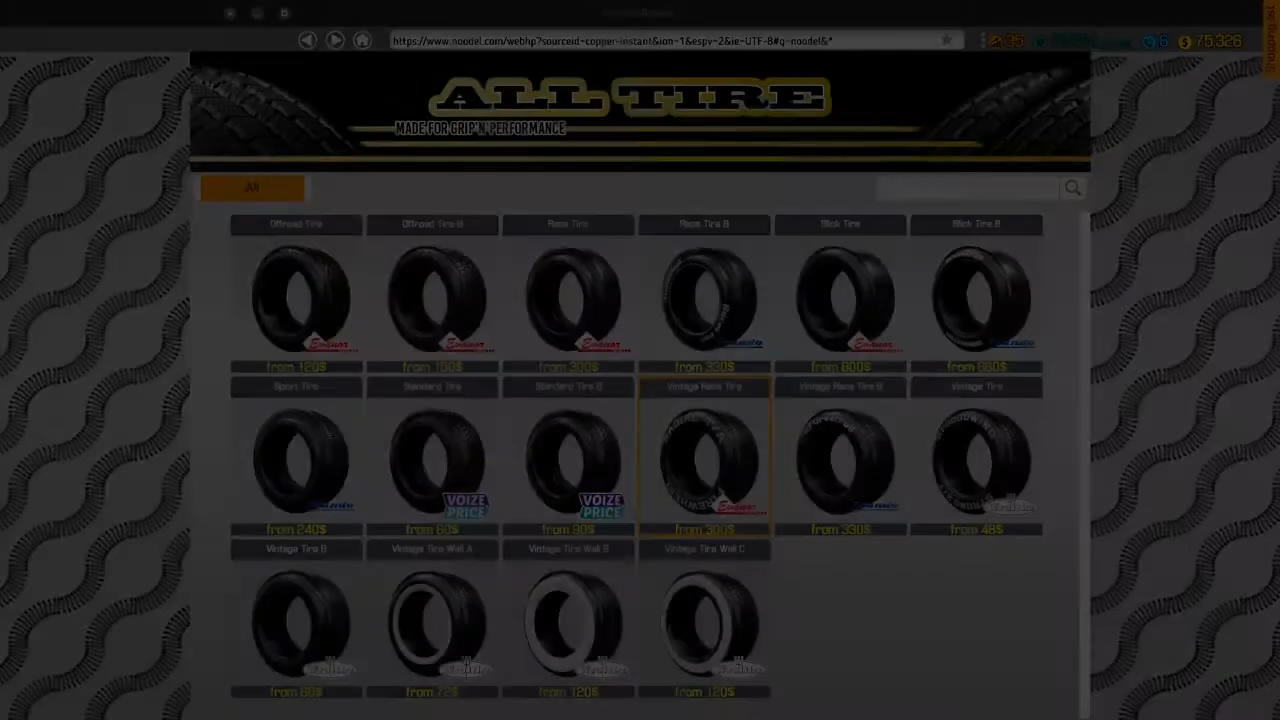 https://www.noodel.com/webhp?sourceid=copper-instant&ion=1&espv=2&ie=UTF-8#q=noodel&*
35
6
75,326
ALL TIRE
MADE FOR GRIP'N'PERFORMANCE
All
Offroad Tire
Offroad Tire B
Race Tire
Race Tire B
Slick Tire
Slick Tire B
from 120$
from 160$
from 300$
from 330$
from 600$
from 660$
Sport Tire
Standard Tire
Standard Tire B
Vintage Race Tire
Vintage Race Tire B
Vintage Tire
VOIZE PRICE
VOIZE PRICE
from 240$
from 60$
from 90$
from 300$
from 330$
from 48$
Vintage Tire B
Vintage Tire Wall A
Vintage Tire Wall B
Vintage Tire Wall C
from 60$
from 72$
from 120$
from 120$